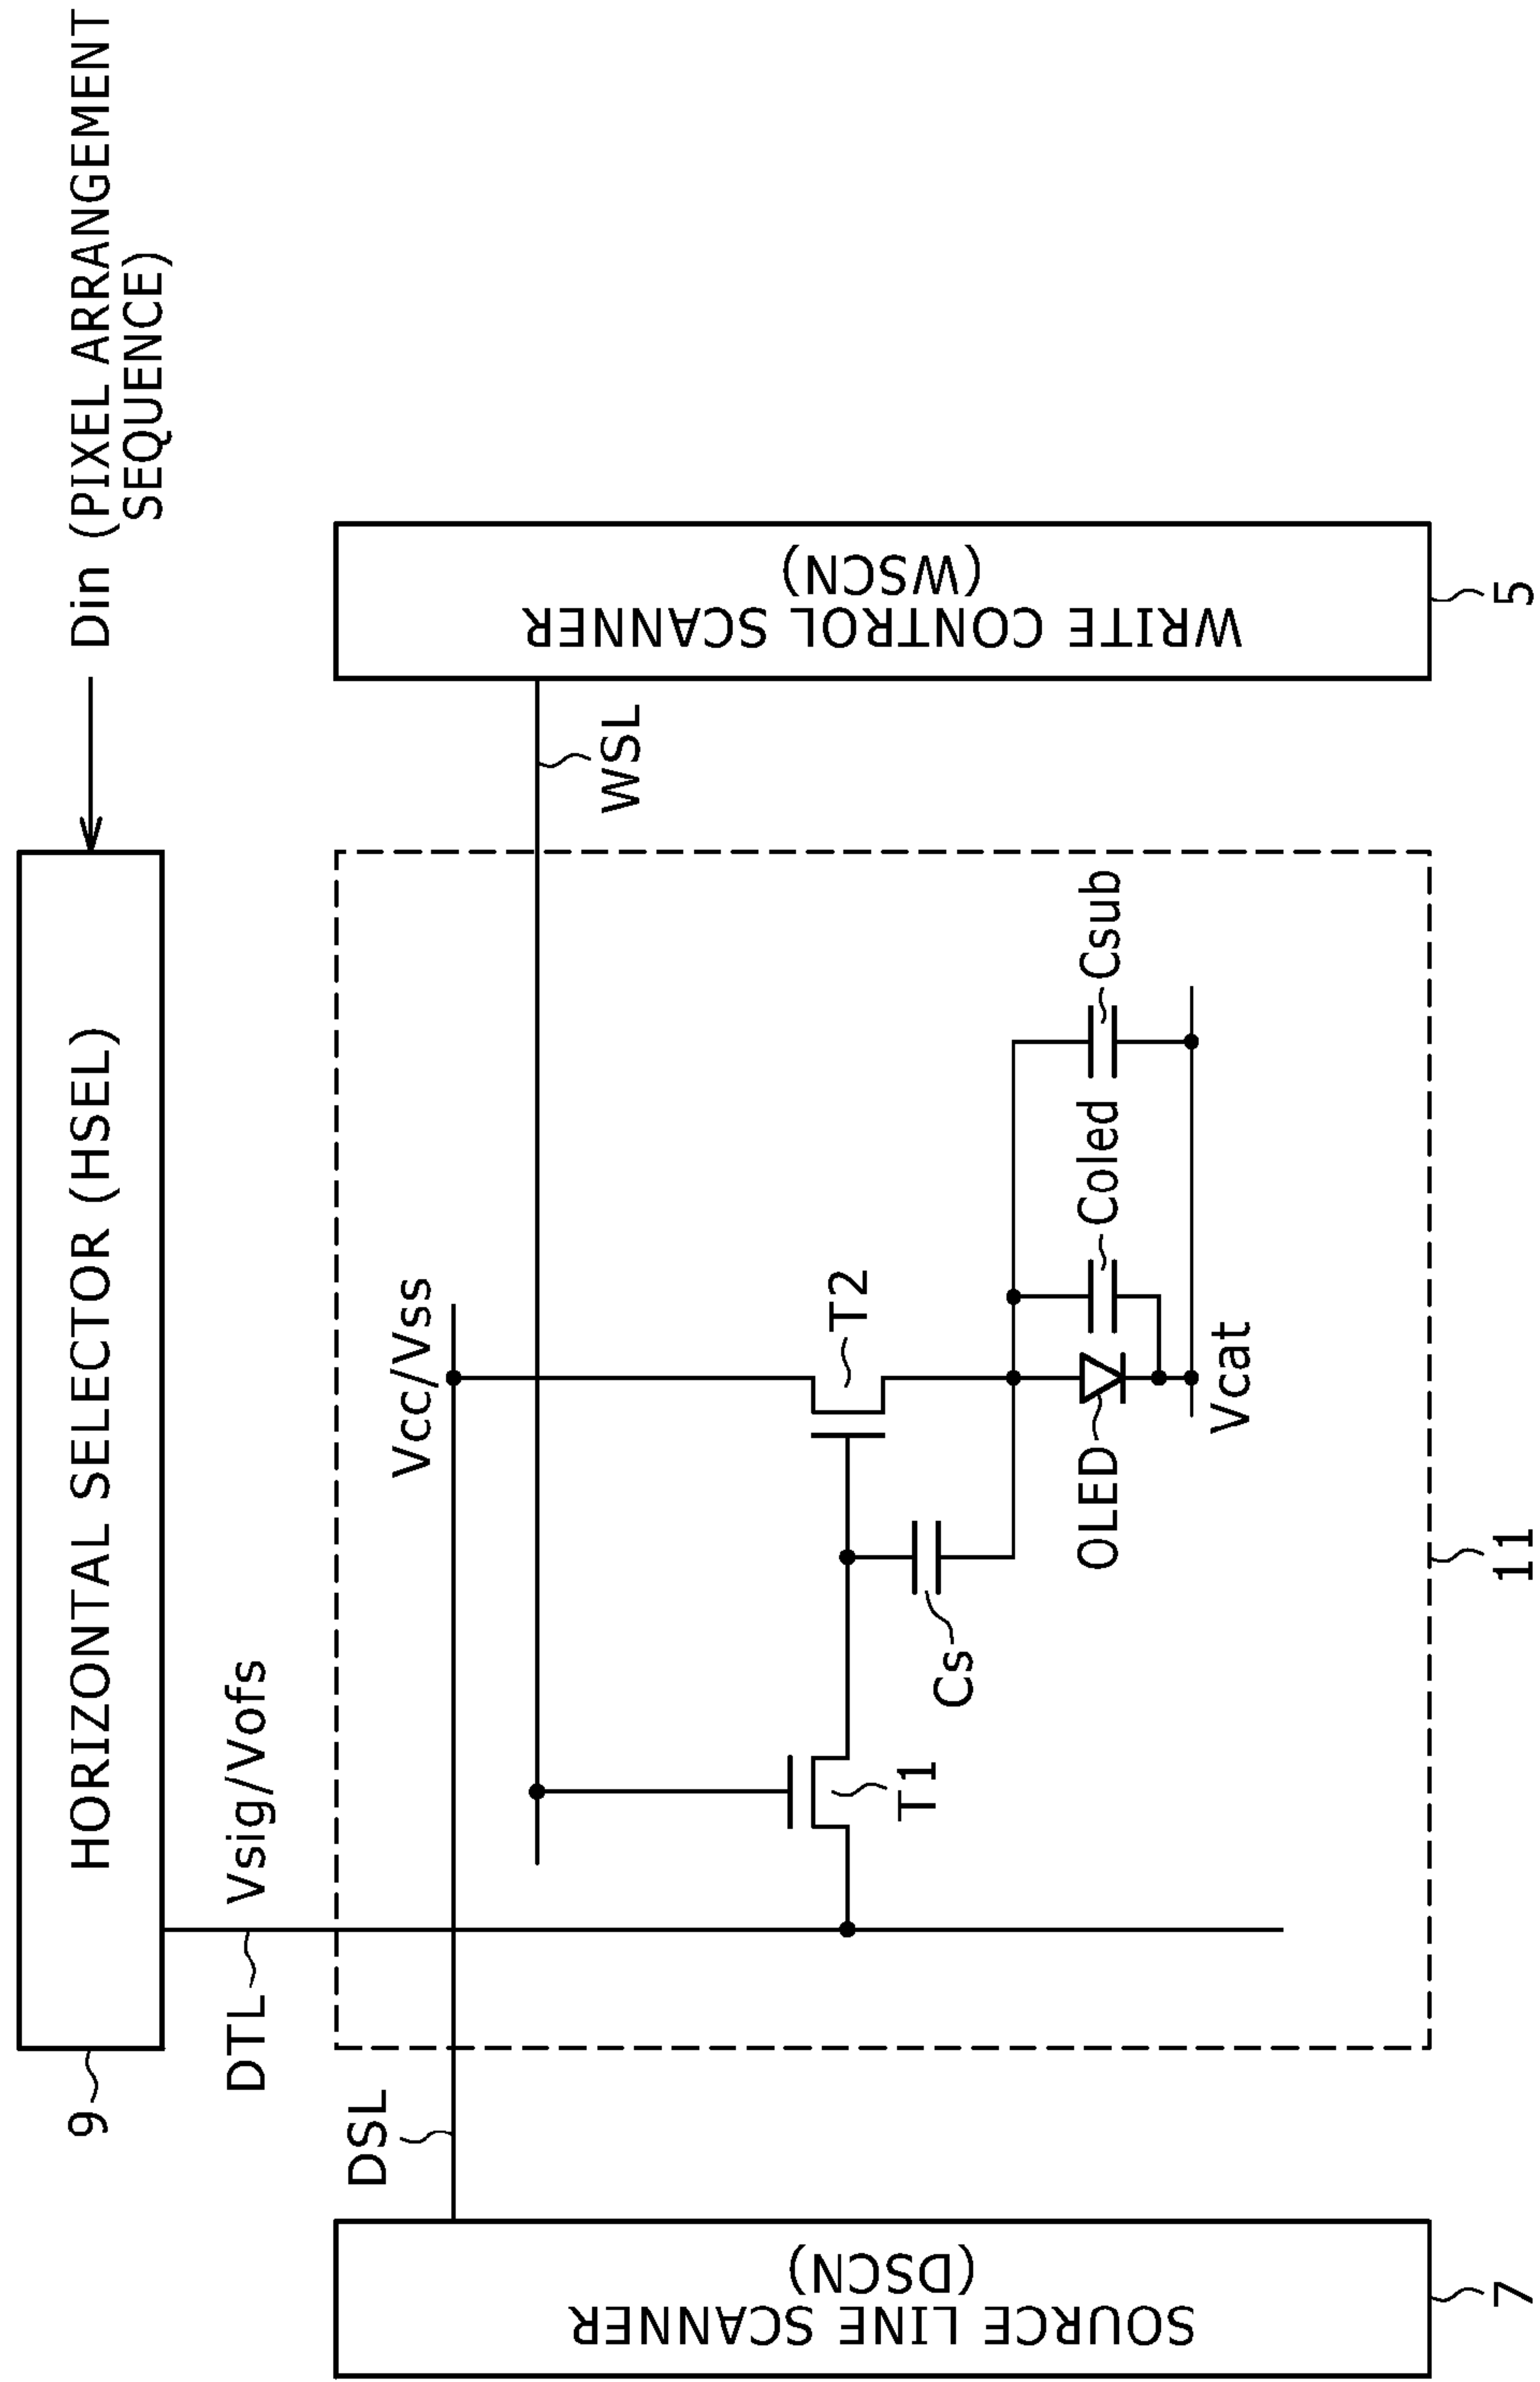 Din (PIXEL ARRANGEMENT
SEQUENCE)
9
HORIZONTAL SELECTOR (HSEL)
DTL
Vsig/Vofs
DSL
Vcc/Vss
WSL
SOURCE LINE SCANNER
(DSCN)
WRITE CONTROL SCANNER
(WSCN)
T1
T2
Cs
OLED
Coled
Csub
Vcat
7
11
5